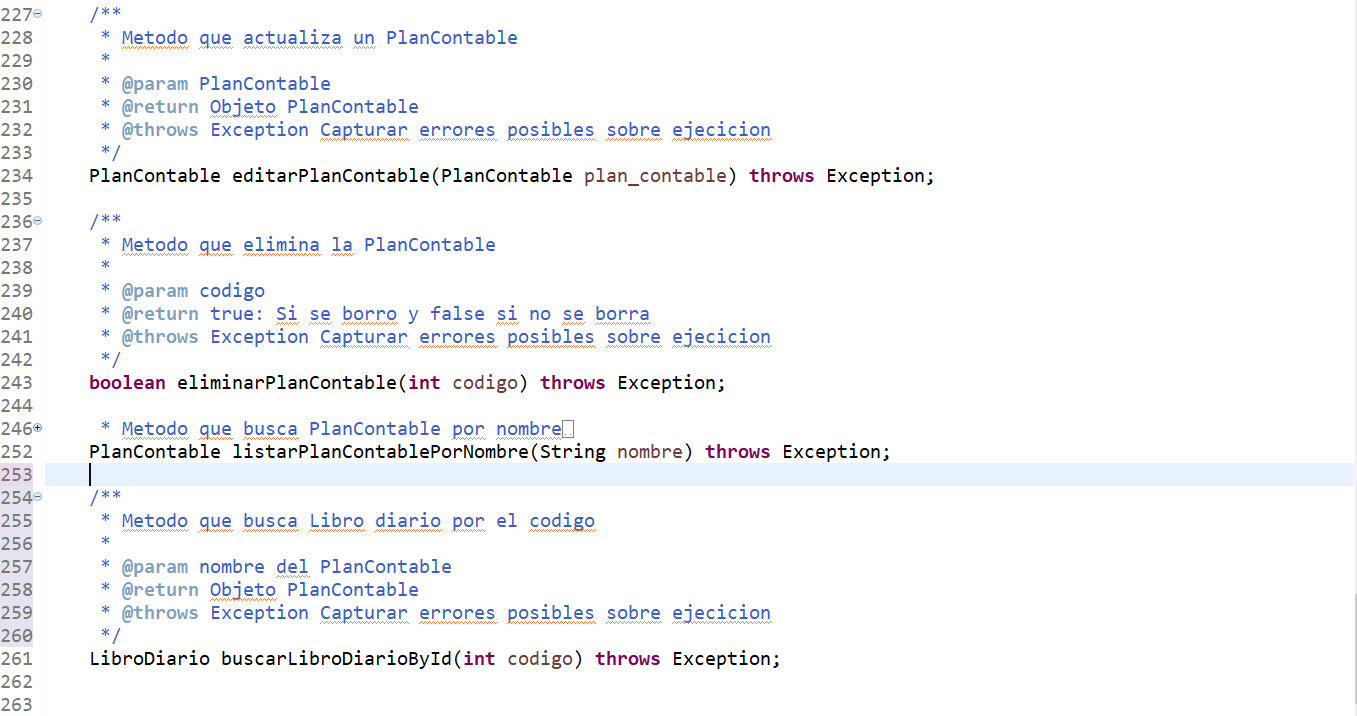 227 /**
228 * Metodo que actualiza un PlanContable
229 *
230 * @param PlanContable
231 * @return Objeto PlanContable
232 * @throws Exception Capturar errores posibles sobre ejecicion
233 */
234 PlanContable editarPlanContable(PlanContable plan_contable) throws Exception;
235
236 /**
237 * Metodo que elimina la PlanContable
238 *
239 * @param codigo
240 * @return true: Si se borro y false si no se borra
241 * @throws Exception Capturar errores posibles sobre ejecicion
242 */
243 boolean eliminarPlanContable(int codigo) throws Exception;
244
246 * Metodo que busca PlanContable por nombre
252 PlanContable listarPlanContablePorNombre(String nombre) throws Exception;
253
254 /**
255 * Metodo que busca Libro diario por el codigo
256 *
257 * @param nombre del PlanContable
258 * @return Objeto PlanContable
259 * @throws Exception Capturar errores posibles sobre ejecicion
260 */
261 LibroDiario buscarLibroDiarioById(int codigo) throws Exception;
262
263